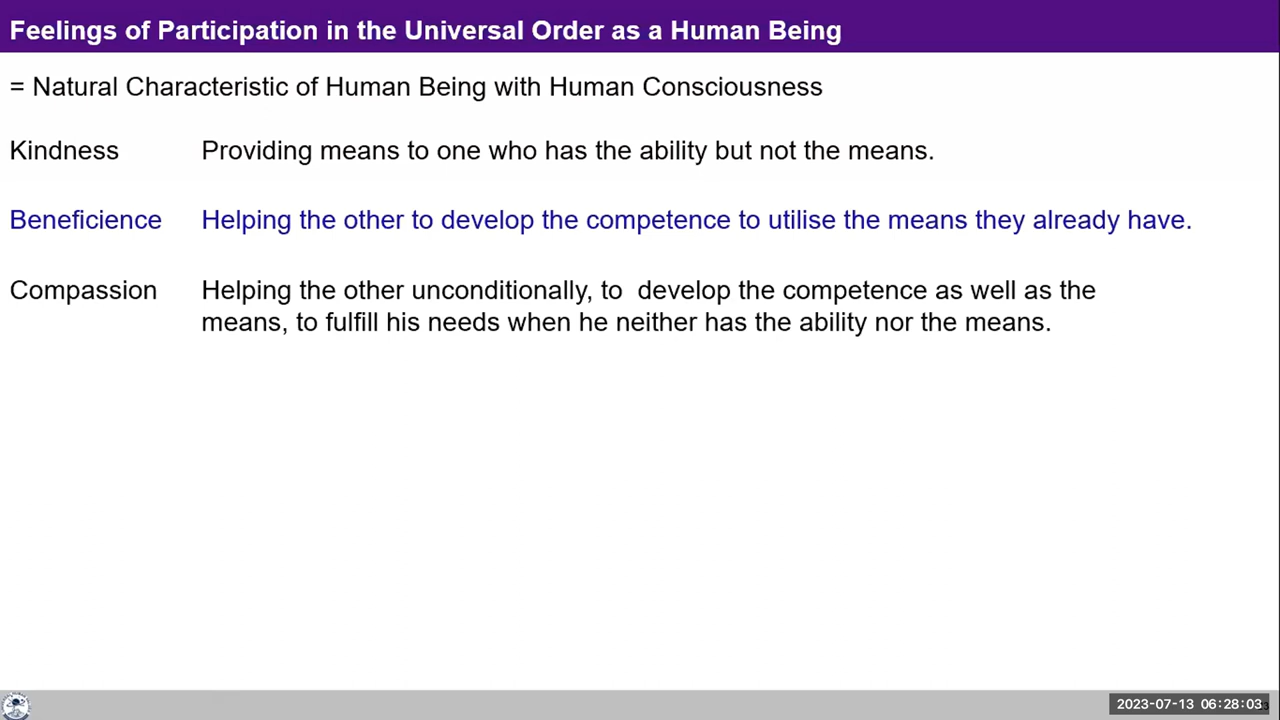 Feelings of Participation in the Universal Order as a Human Being
= Natural Characteristic of Human Being with Human Consciousness
Kindness Providing means to one who has the ability but not the means.
Beneficience Helping the other to develop the competence to utilise the means they already have.
Compassion Helping the other unconditionally, to develop the competence as well as the
means, to fulfill his needs when he neither has the ability nor the means.
2023-07-13 06:28:03